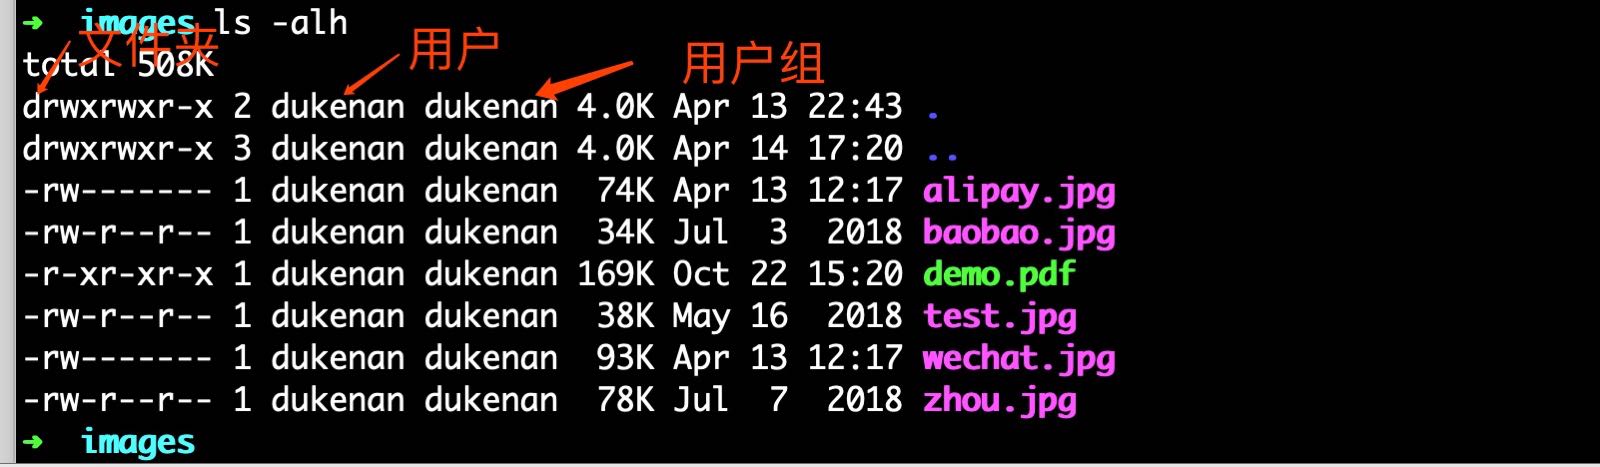 ➜  images ls -alh
文件夹 用户 用户组
total 508K
drwxrwxr-x 2 dukenan dukenan 4.0K Apr 13 22:43 .
drwxrwxr-x 3 dukenan dukenan 4.0K Apr 14 17:20 ..
-rw------- 1 dukenan dukenan  74K Apr 13 12:17 alipay.jpg
-rw-r--r-- 1 dukenan dukenan  34K Jul  3  2018 baobao.jpg
-r-xr-xr-x 1 dukenan dukenan 169K Oct 22 15:20 demo.pdf
-rw-r--r-- 1 dukenan dukenan  38K May 16  2018 test.jpg
-rw------- 1 dukenan dukenan  93K Apr 13 12:17 wechat.jpg
-rw-r--r-- 1 dukenan dukenan  78K Jul  7  2018 zhou.jpg
➜  images